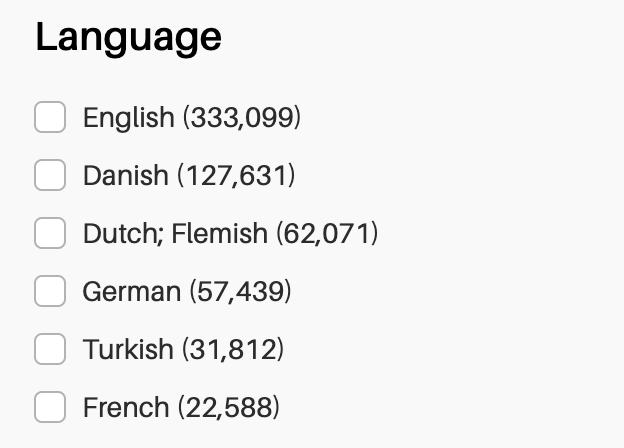 Language
English (333,099)
Danish (127,631)
Dutch; Flemish (62,071)
German (57,439)
Turkish (31,812)
French (22,588)